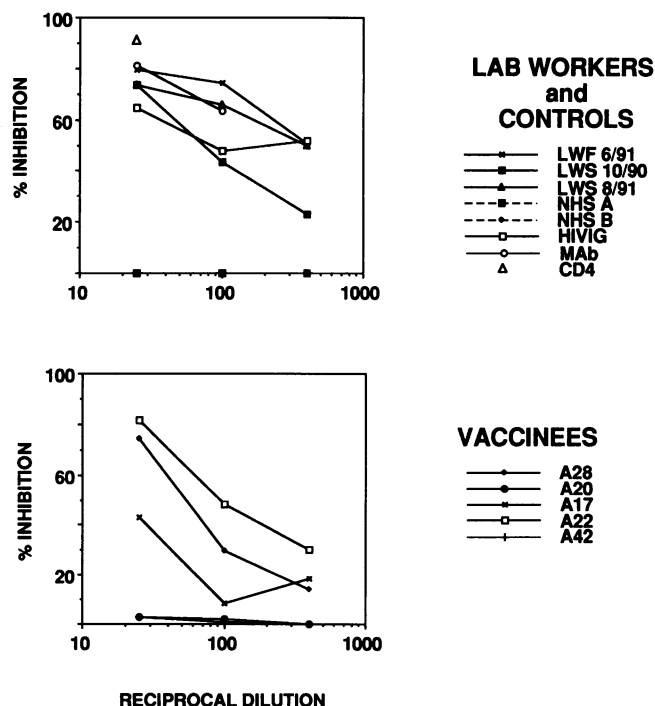 100
60
20
% INHIBITION
10
100
1000
LAB WORKERS
and
CONTROLS
LWF 6/91
LWS 10/90
LWS 8/91
NHS A
NHS B
HIVIG
MAb
CD4
100
60
20
% INHIBITION
10
100
1000
RECIPROCAL DILUTION
VACCINEES
A28
A20
A17
A22
A42